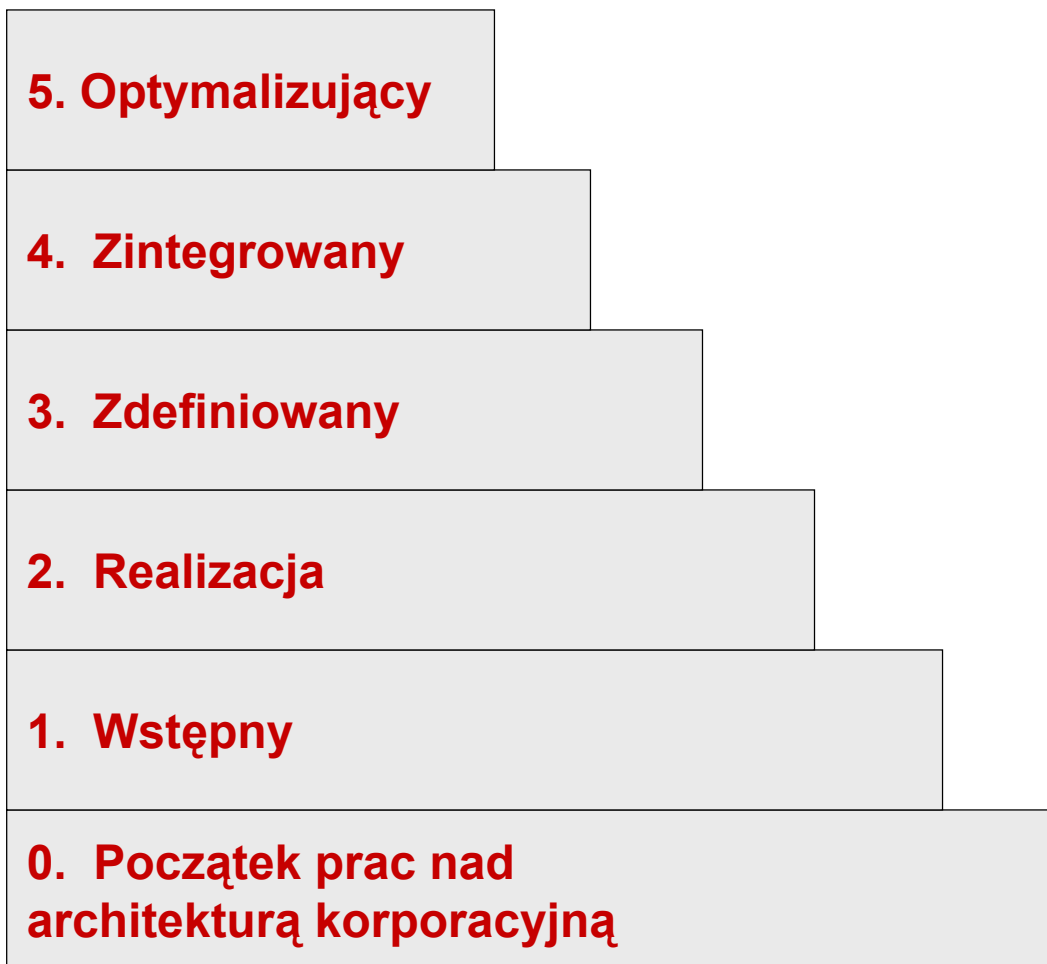 5. Optymalizujący
4. Zintegrowany
3. Zdefiniowany
2. Realizacja
1. Wstępny
0. Początek prac nad
architekturą korporacyjną